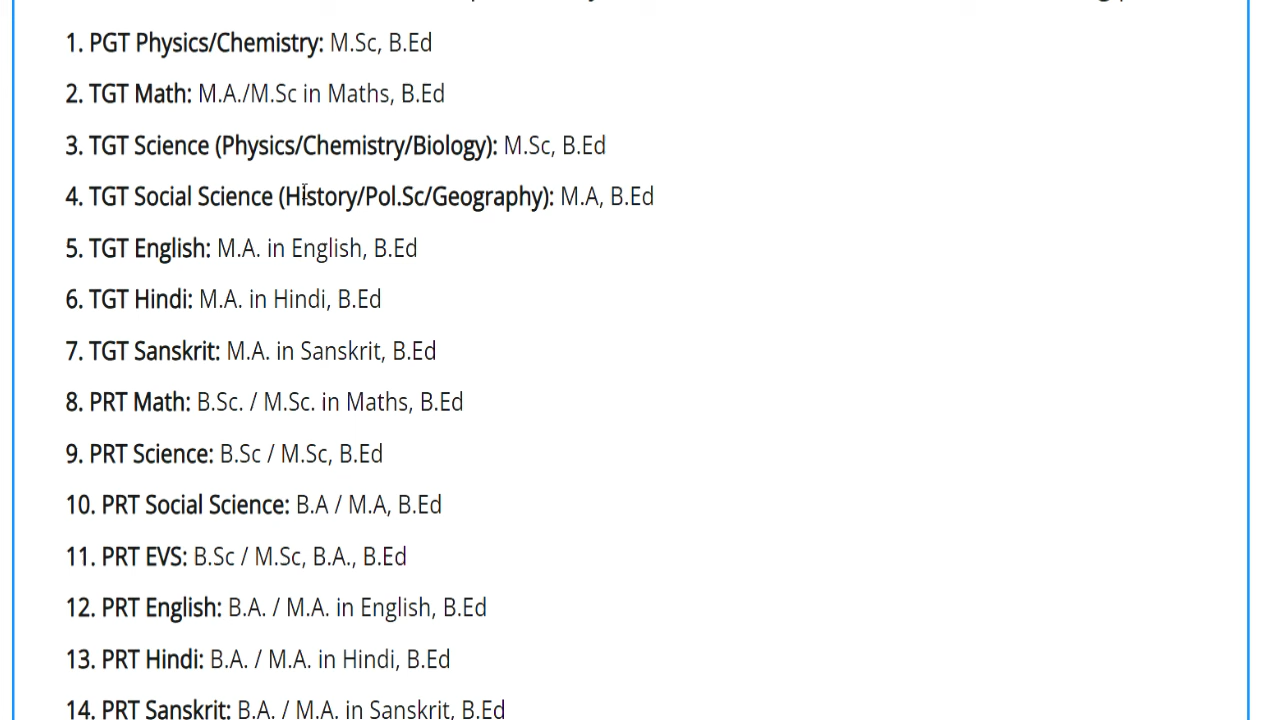 1. PGT Physics/Chemistry: M.Sc, B.Ed
2. TGT Math: M.A./M.Sc in Maths, B.Ed
3. TGT Science (Physics/Chemistry/Biology): M.Sc, B.Ed
4. TGT Social Science (History/Pol.Sc/Geography): M.A, B.Ed
5. TGT English: M.A. in English, B.Ed
6. TGT Hindi: M.A. in Hindi, B.Ed
7. TGT Sanskrit: M.A. in Sanskrit, B.Ed
8. PRT Math: B.Sc. / M.Sc. in Maths, B.Ed
9. PRT Science: B.Sc / M.Sc, B.Ed
10. PRT Social Science: B.A / M.A, B.Ed
11. PRT EVS: B.Sc / M.Sc, B.A., B.Ed
12. PRT English: B.A. / M.A. in English, B.Ed
13. PRT Hindi: B.A. / M.A. in Hindi, B.Ed
14. PRT Sanskrit: B.A. / M.A. in Sanskrit, B.Ed